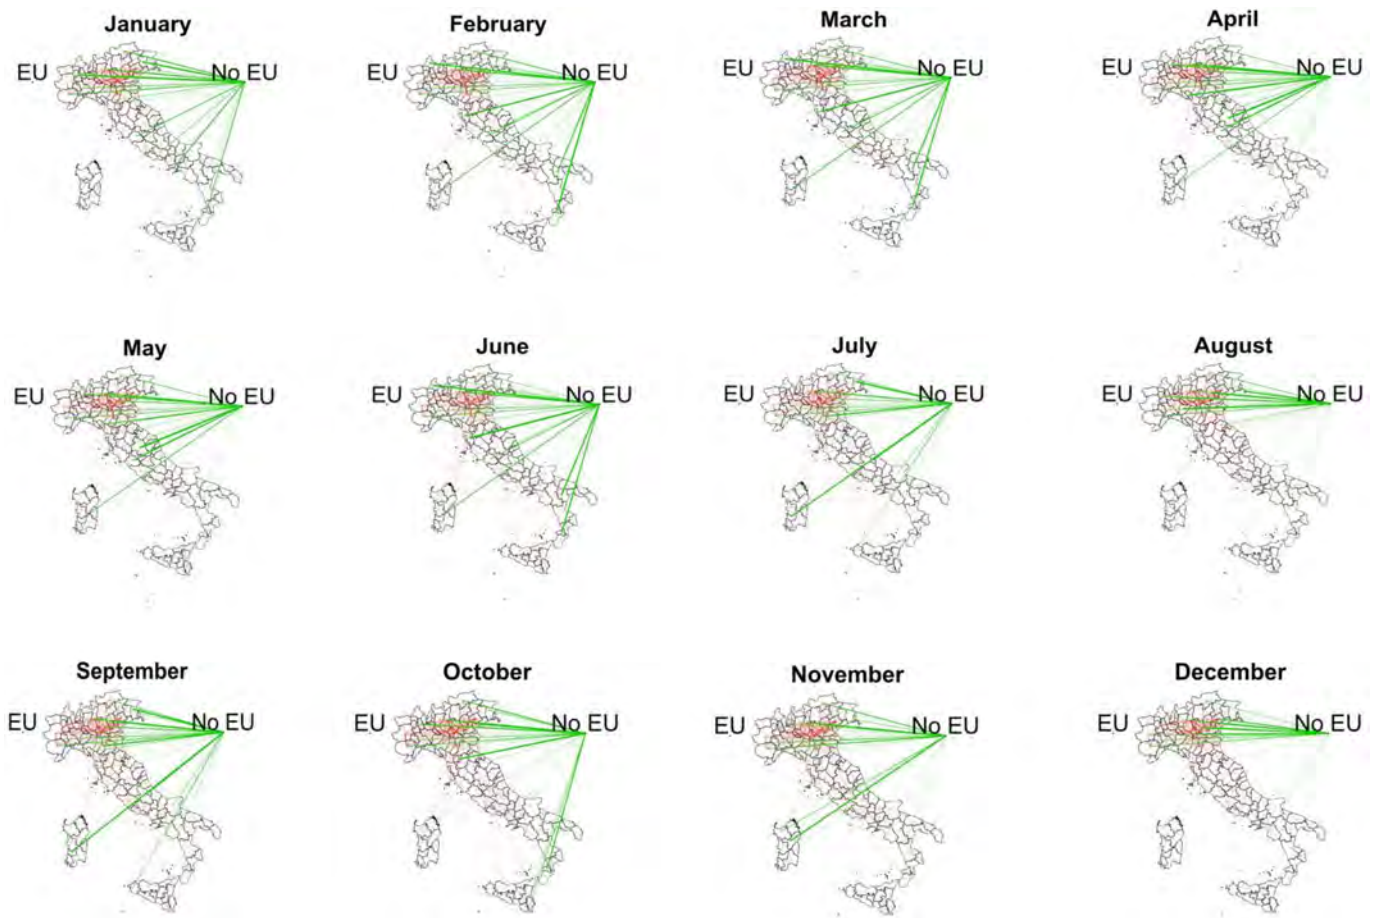 January
February
March
April
EU
No EU
EU
No EU
EU
No EU
EU
No EU
May
June
July
August
EU
No EU
EU
No EU
EU
No EU
EU
No EU
September
October
November
December
EU
No EU
EU
No EU
EU
No EU
EU
No EU